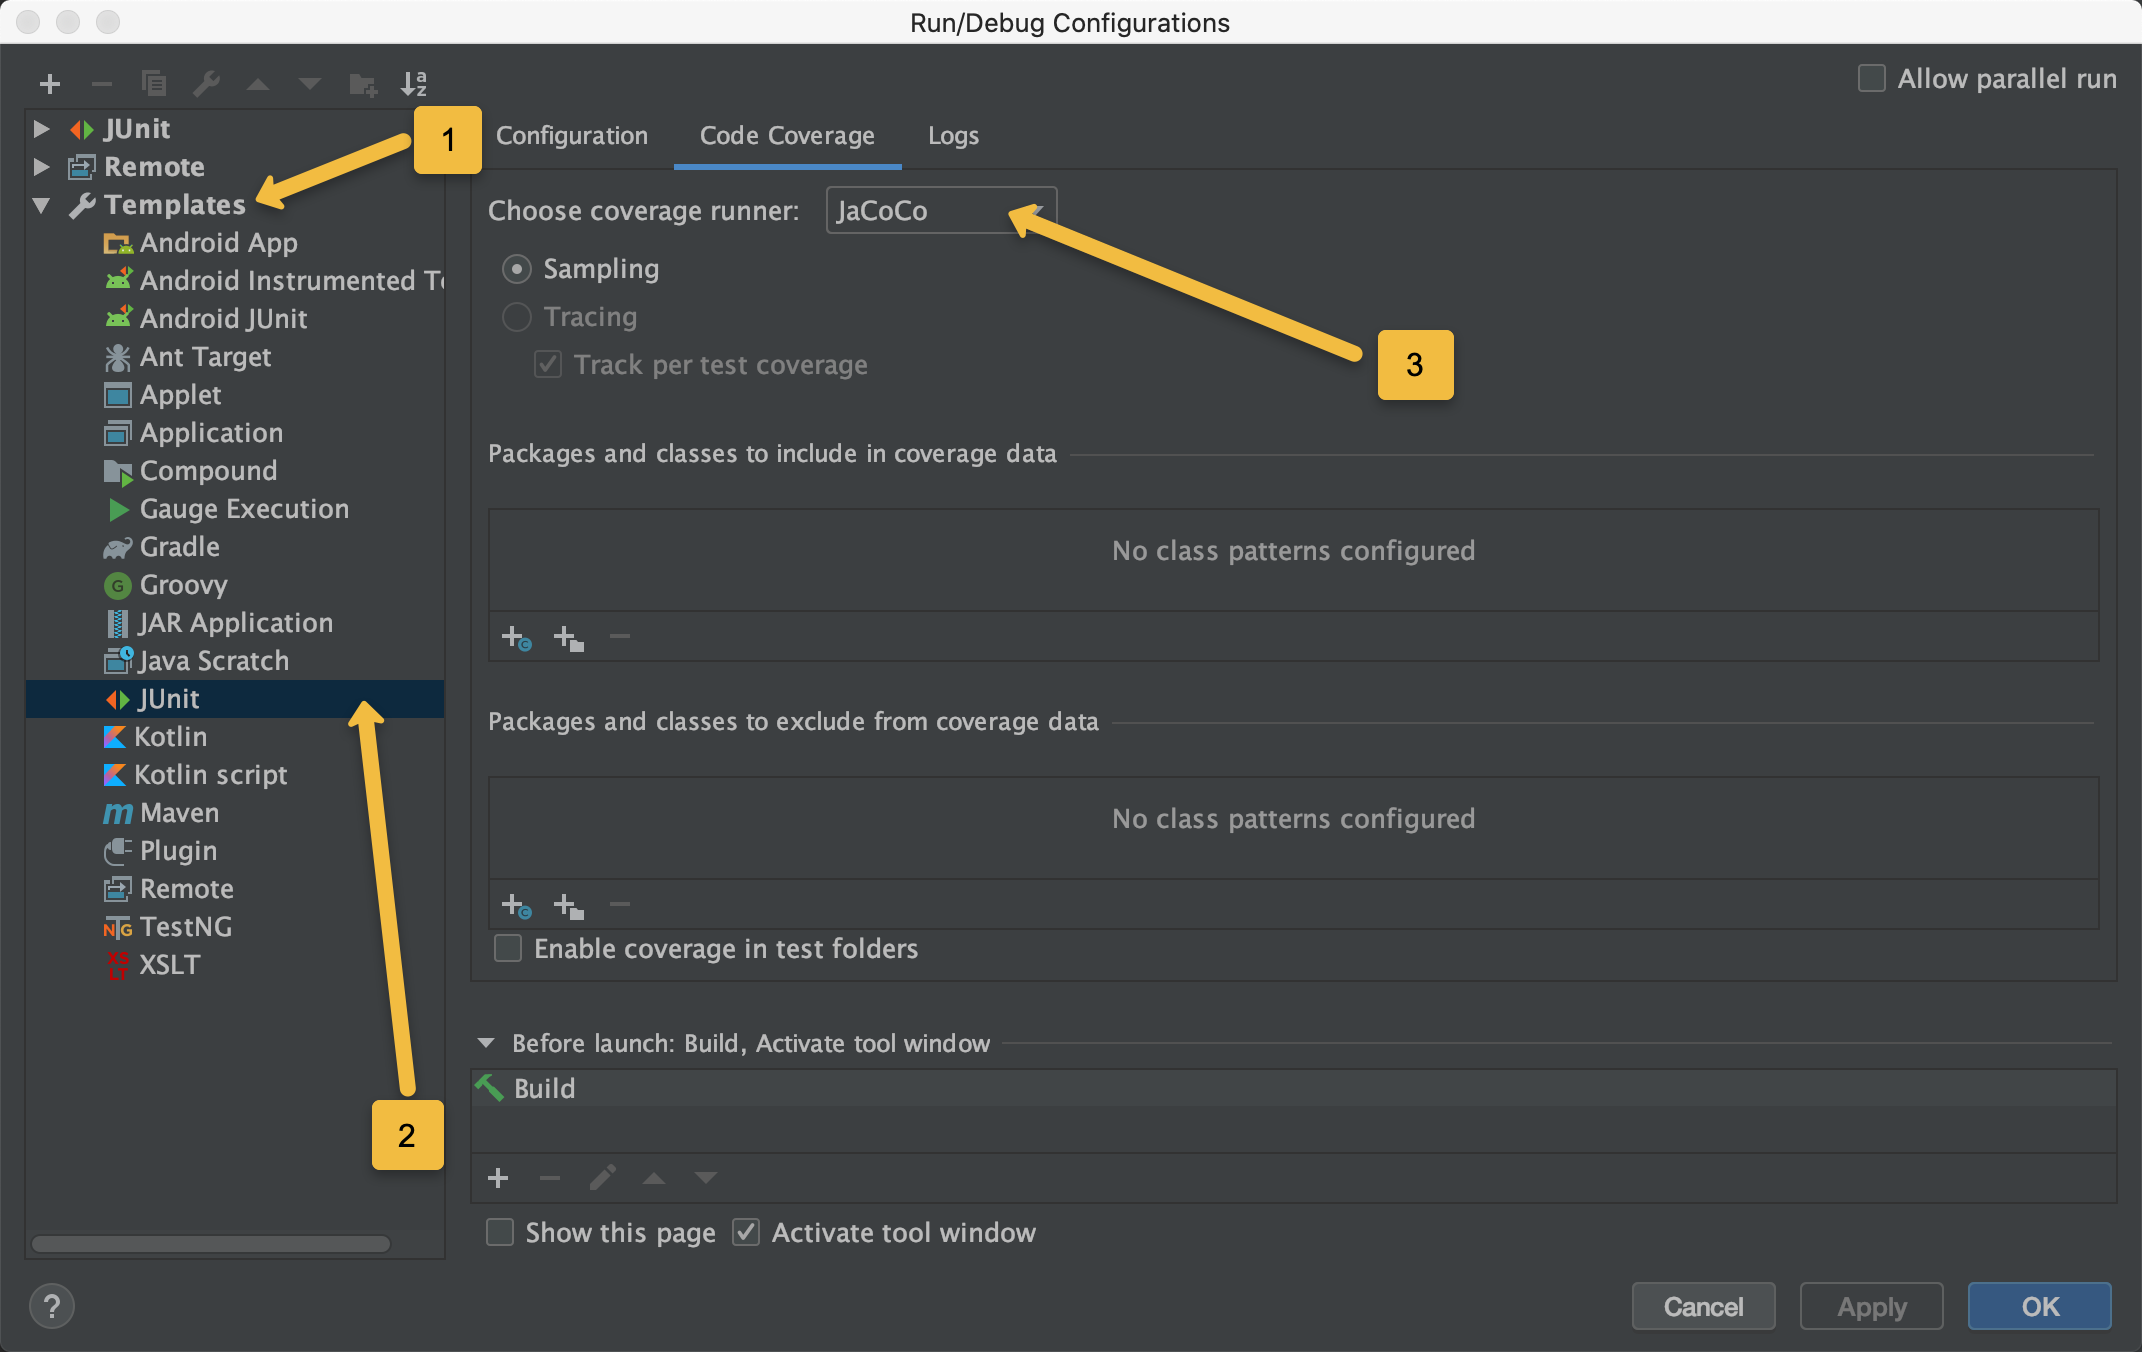 Run/Debug Configurations
Allow parallel run
JUnit
Remote
Templates
Android App
Android Instrumented Te
Android JUnit
Ant Target
Applet
Application
Compound
Gauge Execution
Gradle
G Groovy
JAR Application
Java Scratch
JUnit
Kotlin
Kotlin script
m Maven
Plugin
Remote
NTG TestNG
XSLT XSLT
1
2
Configuration Code Coverage Logs
Choose coverage runner: JaCoCo
Sampling
Tracing
Track per test coverage
3
Packages and classes to include in coverage data
No class patterns configured
Packages and classes to exclude from coverage data
No class patterns configured
Enable coverage in test folders
Before launch: Build, Activate tool window
Build
Show this page Activate tool window
? Cancel Apply OK